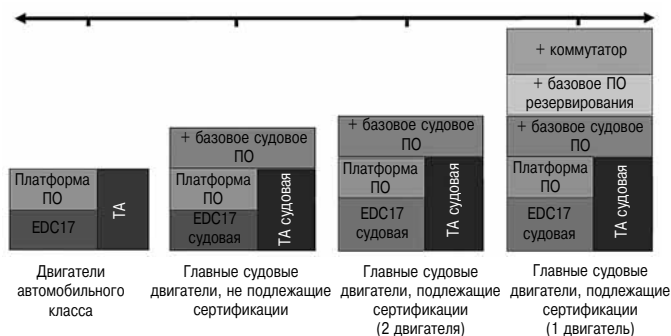 + коммутатор
+ базовое ПО
резервирования
+ базовое судовое
ПО
+ базовое судовое
ПО
+ базовое судовое
ПО
Платформа
ПО
ТА
EDC17
Платформа
ПО
ТА судовая
EDC17
судовая
Платформа
ПО
ТА судовая
EDC17
судовая
Платформа
ПО
ТА судовая
EDC17
судовая
Двигатели
автомобильного
класса
Главные судовые
двигатели, не подлежащие
сертификации
Главные судовые
двигатели, подлежащие
сертификации
(2 двигателя)
Главные судовые
двигатели, подлежащие
сертификации
(1 двигатель)